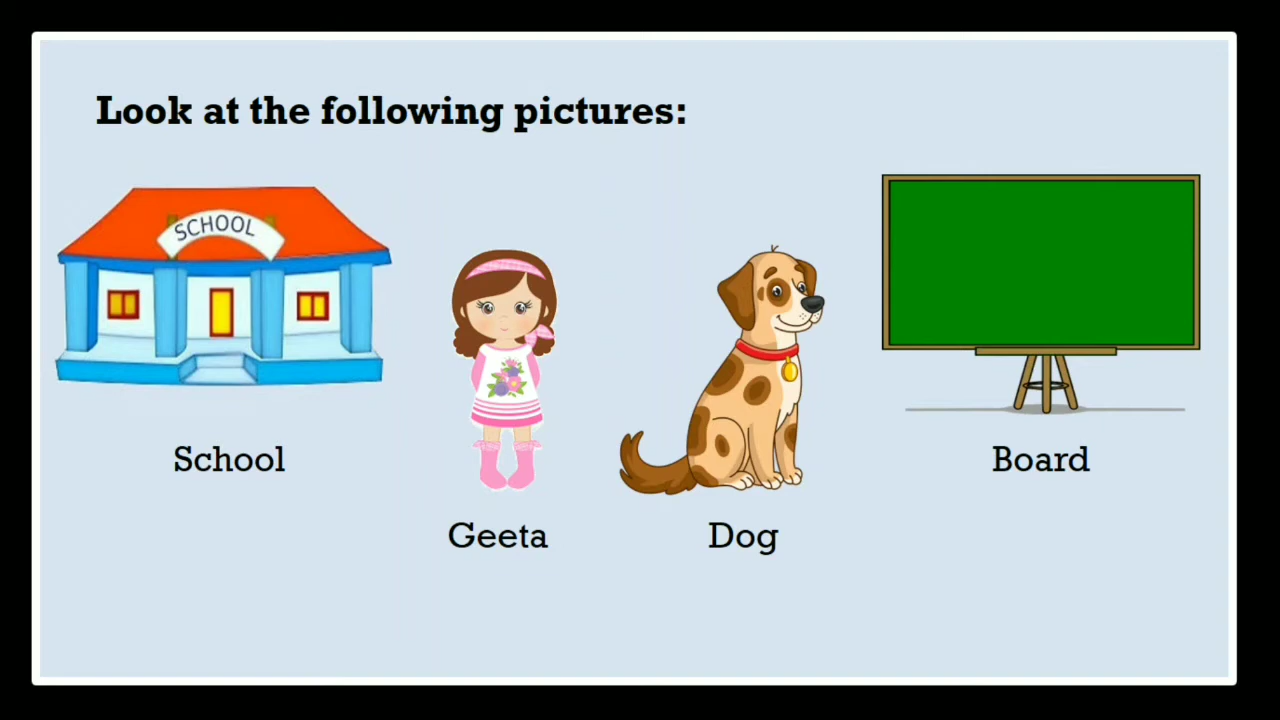 Look at the following pictures:
SCHOOL
School
Geeta
Dog
Board